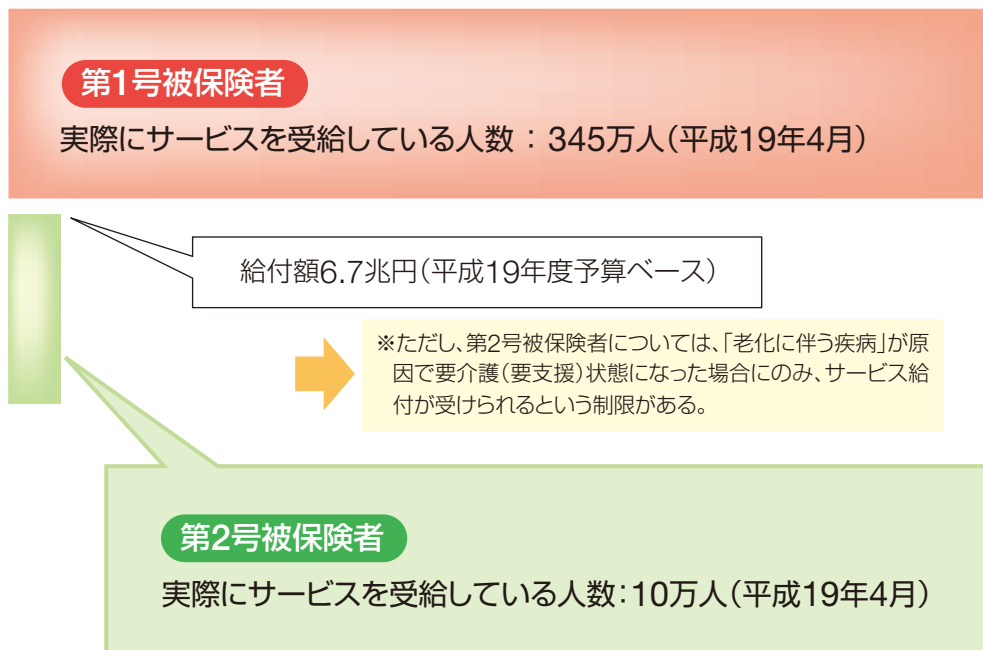 第1号被保険者
実際にサービスを受給している人数：345万人（平成19年4月）
給付額6.7兆円（平成19年度予算ベース）
※ただし、第2号被保険者については、「老化に伴う疾病」が原
因で要介護（要支援）状態になった場合にのみ、サービス給
付が受けられるという制限がある。
第2号被保険者
実際にサービスを受給している人数：10万人（平成19年4月）